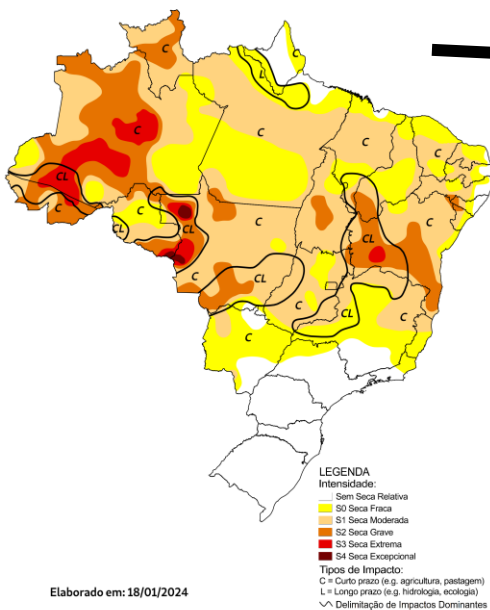 C
C
L
C
C
C
C
CL
C
C
CL
C
CL
C
CL
C
CL
C
C
CL
C
C
LEGENDA
Intensidade:
Sem Seca Relativa
S0 Seca Fraca
S1 Seca Moderada
S2 Seca Grave
S3 Seca Extrema
S4 Seca Excepcional
Tipos de Impacto:
C = Curto prazo (e.g. agricultura, pastagem)
L = Longo prazo (e.g. hidrologia, ecologia)
Delimitação de Impactos Dominantes
Elaborado em: 18/01/2024